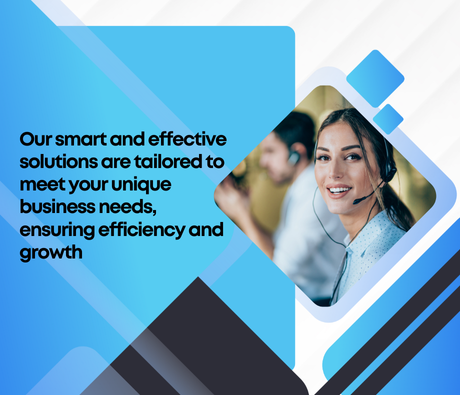 Our smart and effective
solutions are tailored to
meet your unique
business needs,
ensuring efficiency and
growth